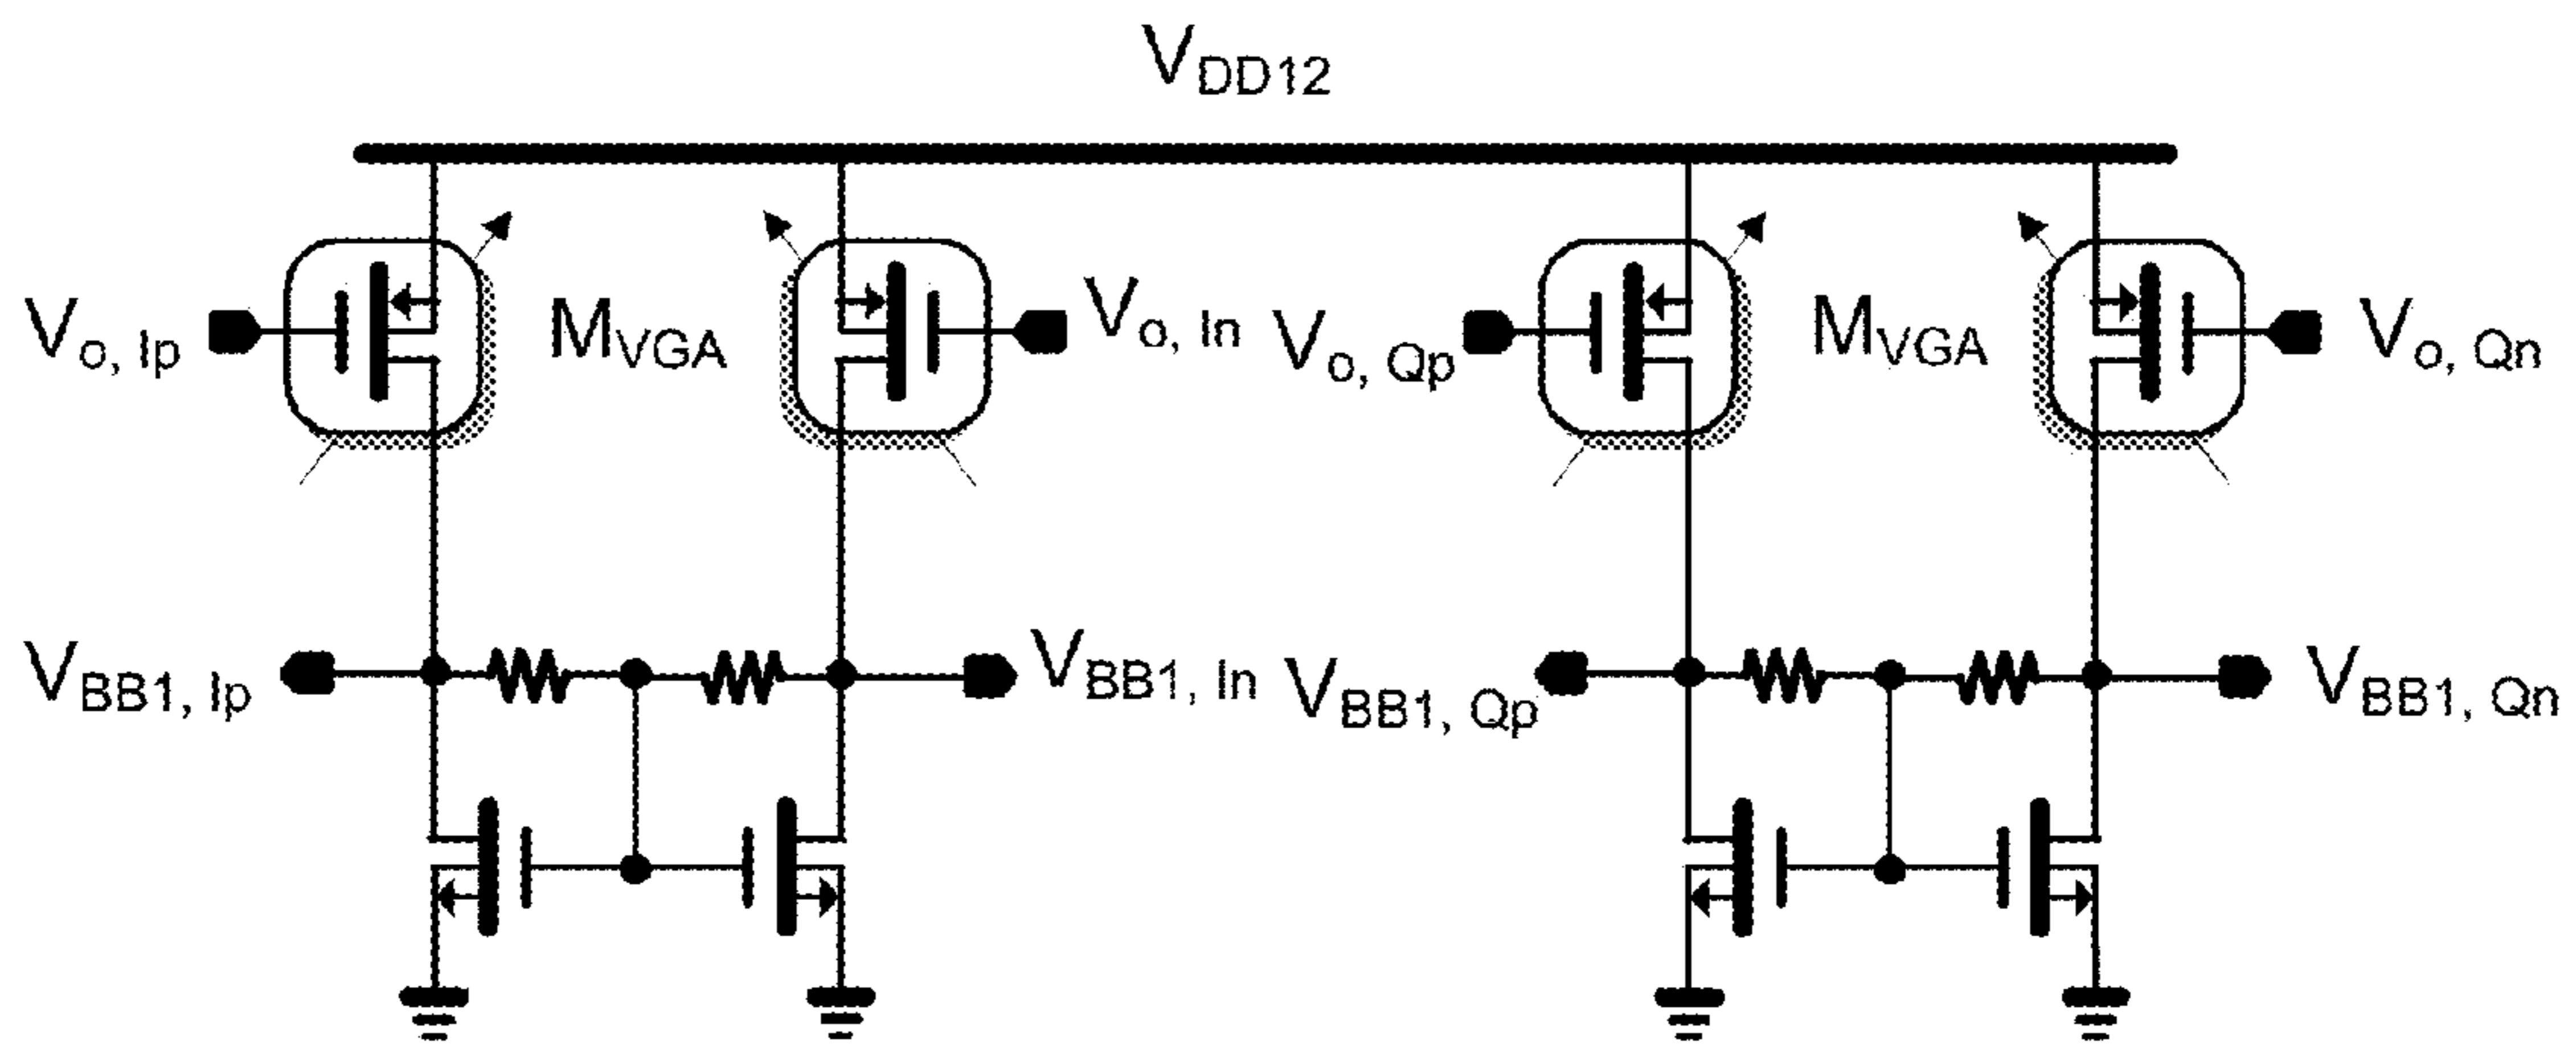 VDD12
Vo, Ip
MVGA
Vo, In
Vo, Qp
MVGA
Vo, Qn
VBB1, Ip
VBB1, In
VBB1, Qp
VBB1, Qn